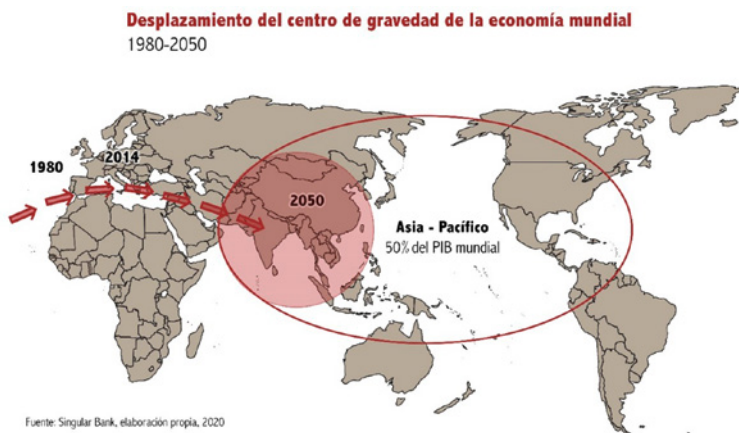 Desplazamiento del centro de gravedad de la economía mundial
1980-2050
1980
2014
2050
Asia - Pacífico
50% del PIB mundial
Fuente: Singular Bank, elaboración propia, 2020